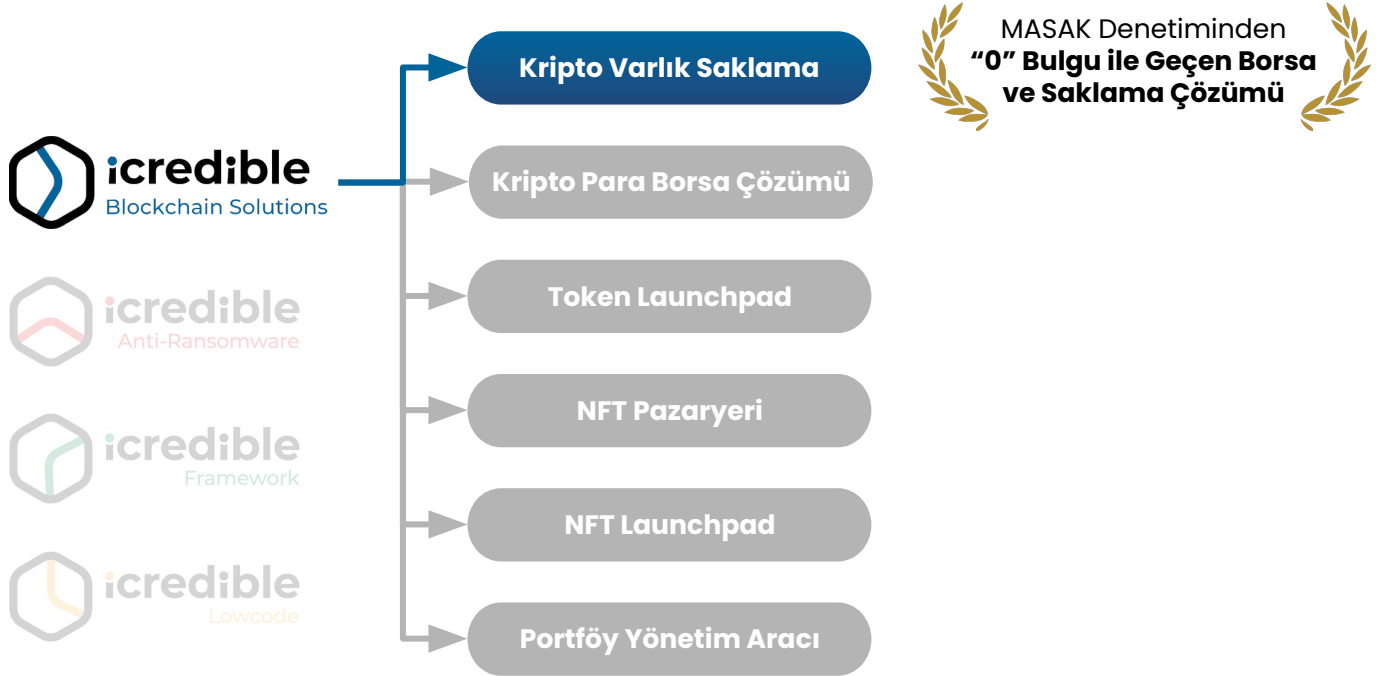 MASAK Denetiminden
“0” Bulgu ile Geçen Borsa
ve Saklama Çözümü
Kripto Varlık Saklama
icredible
Blockchain Solutions
Kripto Para Borsa Çözümü
icredible
Anti-Ransomware
Token Launchpad
icredible
Framework
NFT Pazaryeri
NFT Launchpad
icredible
Lowcode
Portföy Yönetim Aracı